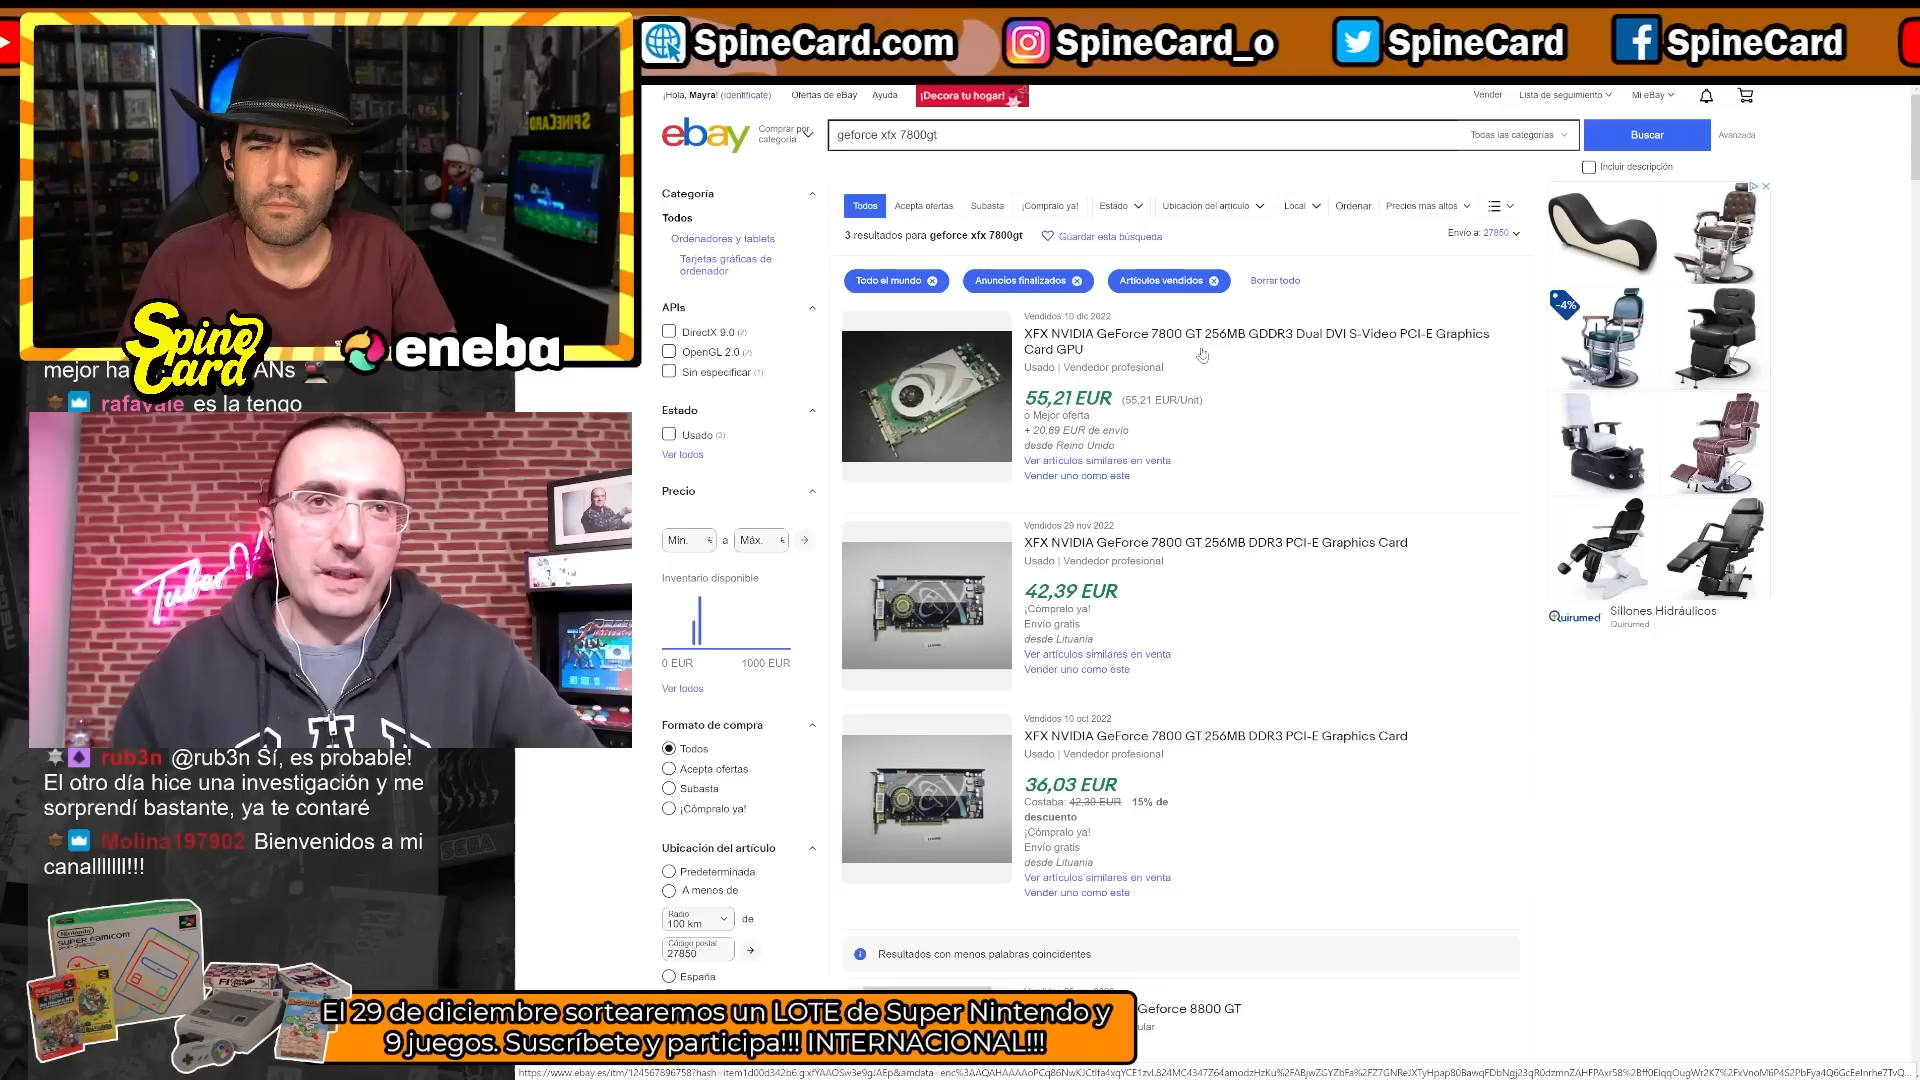 SpineCard.com
SpineCard_o
SpineCard
SpineCard
SPINECARD
Spine Card
eneba
mejor ha
ANs
rafavale es la tengo
rub3n @rub3n Sí, es probable!
El otro día hice una investigación y me
sorprendí bastante, ya te contaré
Molina197902 Bienvenidos a mi
canalllllll!!!
Nintendo
SUPER FAMICOM
El 29 de diciembre sortearemos un LOTE de Super Nintendo y
9 juegos. Suscríbete y participa!!! INTERNACIONAL!!!
¡Hola, Mayra! (Identifícate)
Ofertas de eBay
Ayuda
¡Decora tu hogar!
Vender
Lista de seguimiento
Mi eBay
ebay
Comprar por
categoría
geforce xfx 7800gt
Todas las categorías
Buscar
Avanzada
Incluir descripción
Categoría
Todos
Ordenadores y tablets
Tarjetas gráficas de
ordenador
APIs
DirectX 9.0 (2)
OpenGL 2.0 (2)
Sin especificar (1)
Estado
Usado (3)
Ver todos
Precio
Mín. €
a
Máx. €
Inventario disponible
0 EUR
1000 EUR
Ver todos
Formato de compra
Todos
Acepta ofertas
Subasta
¡Cómpralo ya!
Ubicación del artículo
Predeterminada
A menos de
Radio
100 km
de
Código postal
27850
España
Todos
Acepta ofertas
Subasta
¡Cómpralo ya!
Estado
Ubicación del artículo
Local
Ordenar
Precios más altos
3 resultados para geforce xfx 7800gt
Guardar esta búsqueda
Envío a: 27850
Todo el mundo
Anuncios finalizados
Artículos vendidos
Borrar todo
Vendidos 10 dic 2022
XFX NVIDIA GeForce 7800 GT 256MB GDDR3 Dual DVI S-Video PCI-E Graphics
Card GPU
Usado | Vendedor profesional
55,21 EUR (55,21 EUR/Unit)
o Mejor oferta
+ 20,69 EUR de envío
desde Reino Unido
Ver artículos similares en venta
Vender uno como este
Vendidos 29 nov 2022
XFX NVIDIA GeForce 7800 GT 256MB DDR3 PCI-E Graphics Card
Usado | Vendedor profesional
42,39 EUR
¡Cómpralo ya!
Envío gratis
desde Lituania
Ver artículos similares en venta
Vender uno como este
Vendidos 10 oct 2022
XFX NVIDIA GeForce 7800 GT 256MB DDR3 PCI-E Graphics Card
Usado | Vendedor profesional
36,03 EUR
Costaba: 42,39 EUR 15% de
descuento
¡Cómpralo ya!
Envío gratis
desde Lituania
Ver artículos similares en venta
Vender uno como este
Resultados con menos palabras coincidentes
Geforce 8800 GT
ular
-4%
Quirumed
Sillones Hidráulicos
Quirumed